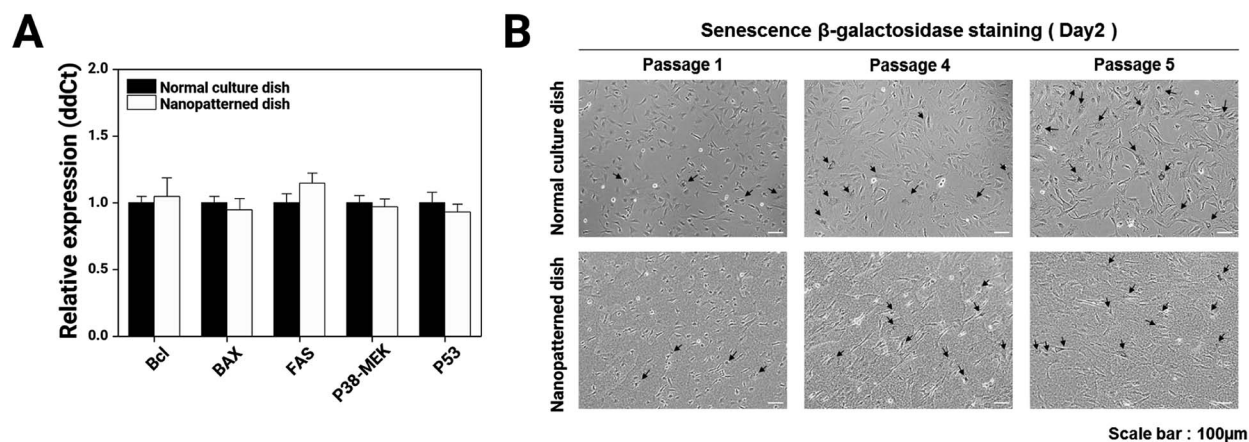 A
Relative expression (ddCt)
2.0
1.5
1.0
0.5
0.0
Normal culture dish
Nanopatterned dish
Bcl
BAX
FAS
P38-MEK
P53
B
Senescence β-galactosidase staining ( Day2 )
Passage 1
Passage 4
Passage 5
Normal culture dish
Nanopatterned dish
Scale bar : 100μm